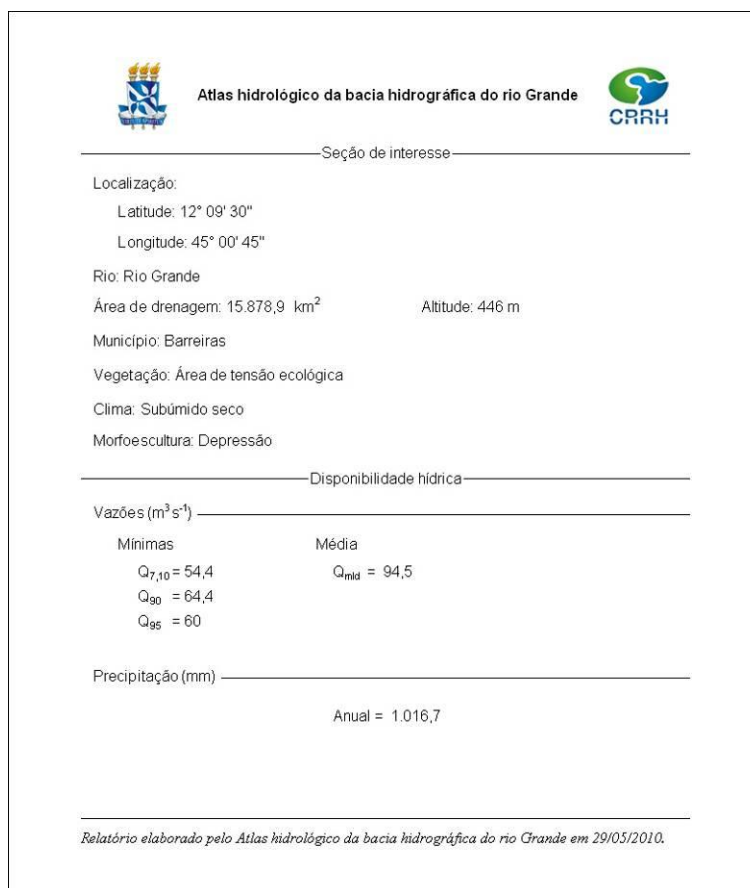 Atlas hidrológico da bacia hidrográfica do rio Grande
CRRH
Seção de interesse
Localização:
Latitude: 12° 09' 30"
Longitude: 45° 00' 45"
Rio: Rio Grande
Área de drenagem: 15.878,9 km² Altitude: 446 m
Município: Barreiras
Vegetação: Área de tensão ecológica
Clima: Subúmido seco
Morfoescultura: Depressão
Disponibilidade hídrica
Vazões (m³ s⁻¹)
Mínimas Média
Q7,10 = 54,4 Qmld = 94,5
Q90 = 64,4
Q95 = 60
Precipitação (mm)
Anual = 1.016,7
Relatório elaborado pelo Atlas hidrológico da bacia hidrográfica do rio Grande em 29/05/2010.